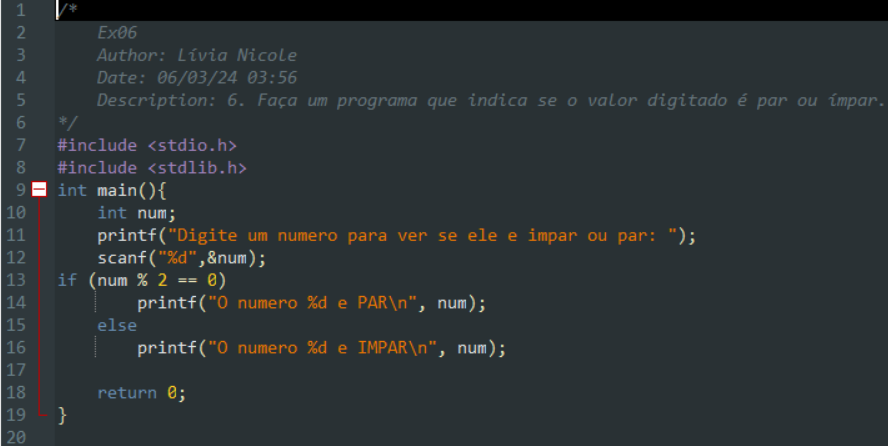 1 /*
2 Ex06
3 Author: Lívia Nicole
4 Date: 06/03/24 03:56
5 Description: 6. Faça um programa que indica se o valor digitado é par ou ímpar.
6 */
7 #include <stdio.h>
8 #include <stdlib.h>
9 int main(){
10 int num;
11 printf("Digite um numero para ver se ele e impar ou par: ");
12 scanf("%d",&num);
13 if (num % 2 == 0)
14 printf("O numero %d e PAR\n", num);
15 else
16 printf("O numero %d e IMPAR\n", num);
17
18 return 0;
19 }
20